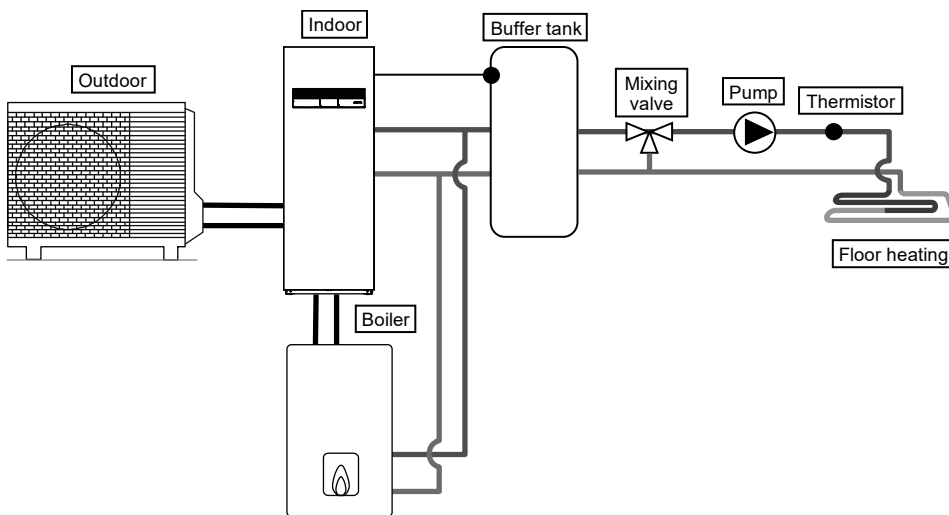 Indoor
Buffer tank
Outdoor
Mixing
valve
Pump
Thermistor
Floor heating
Boiler